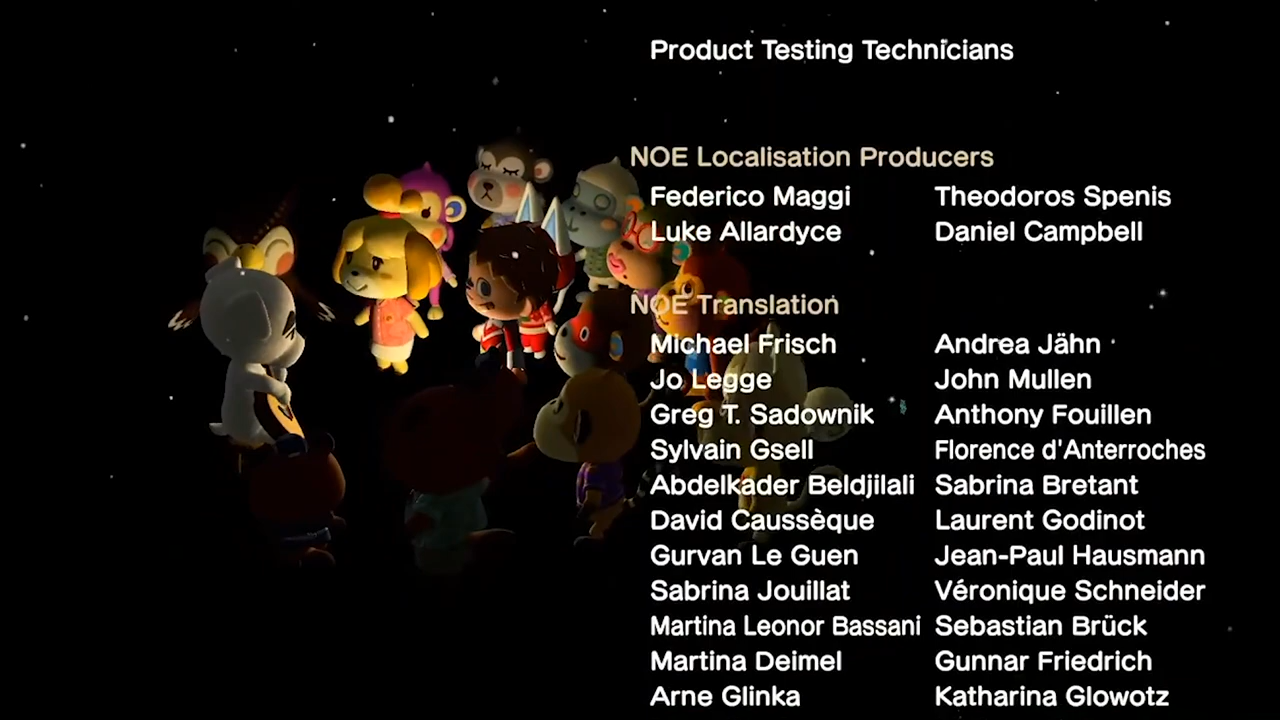 Product Testing Technicians
NOE Localisation Producers
Federico Maggi Theodoros Spenis
Luke Allardyce Daniel Campbell
NOE Translation
Michael Frisch Andrea Jähn
Jo Legge John Mullen
Greg T. Sadownik Anthony Fouillen
Sylvain Gsell Florence d'Anterroches
Abdelkader Beldjilali Sabrina Bretant
David Caussèque Laurent Godinot
Gurvan Le Guen Jean-Paul Hausmann
Sabrina Jouillat Véronique Schneider
Martina Leonor Bassani Sebastian Brück
Martina Deimel Gunnar Friedrich
Arne Glinka Katharina Glowotz